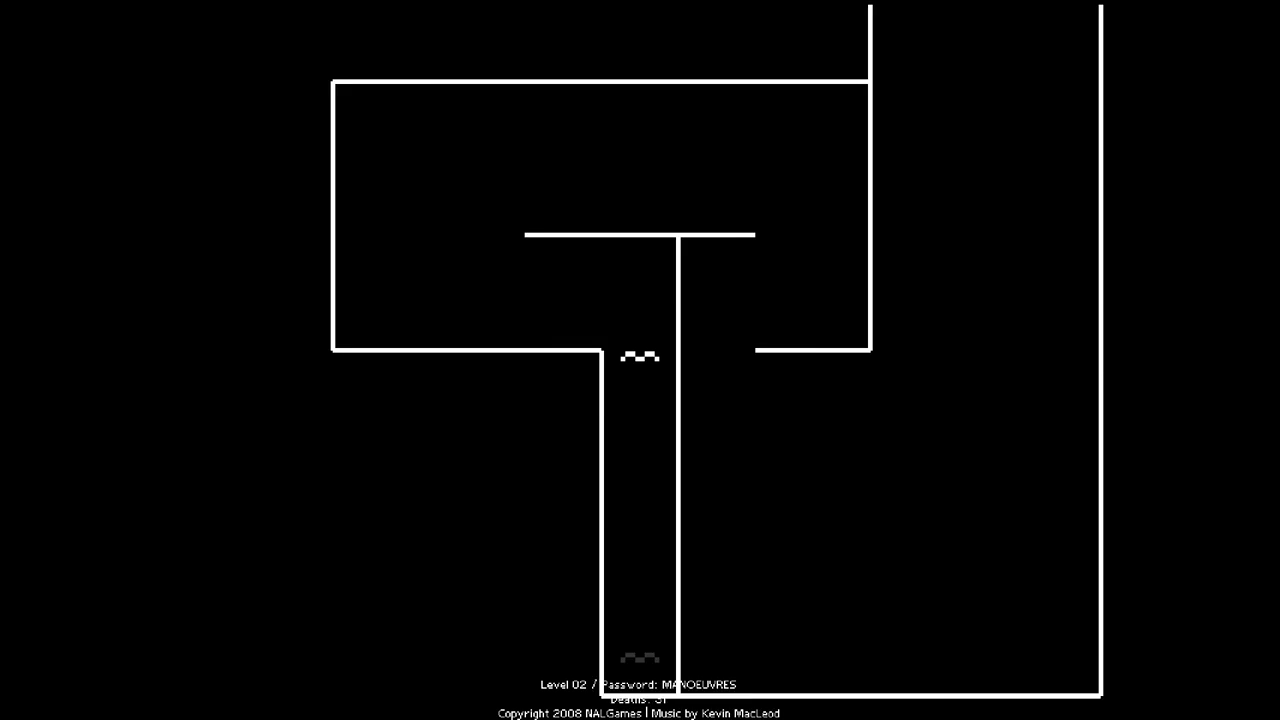 Level 02 / Password: MANOEUVRES
Deaths:
Copyright 2008 NALGames | Music by Kevin MacLeod